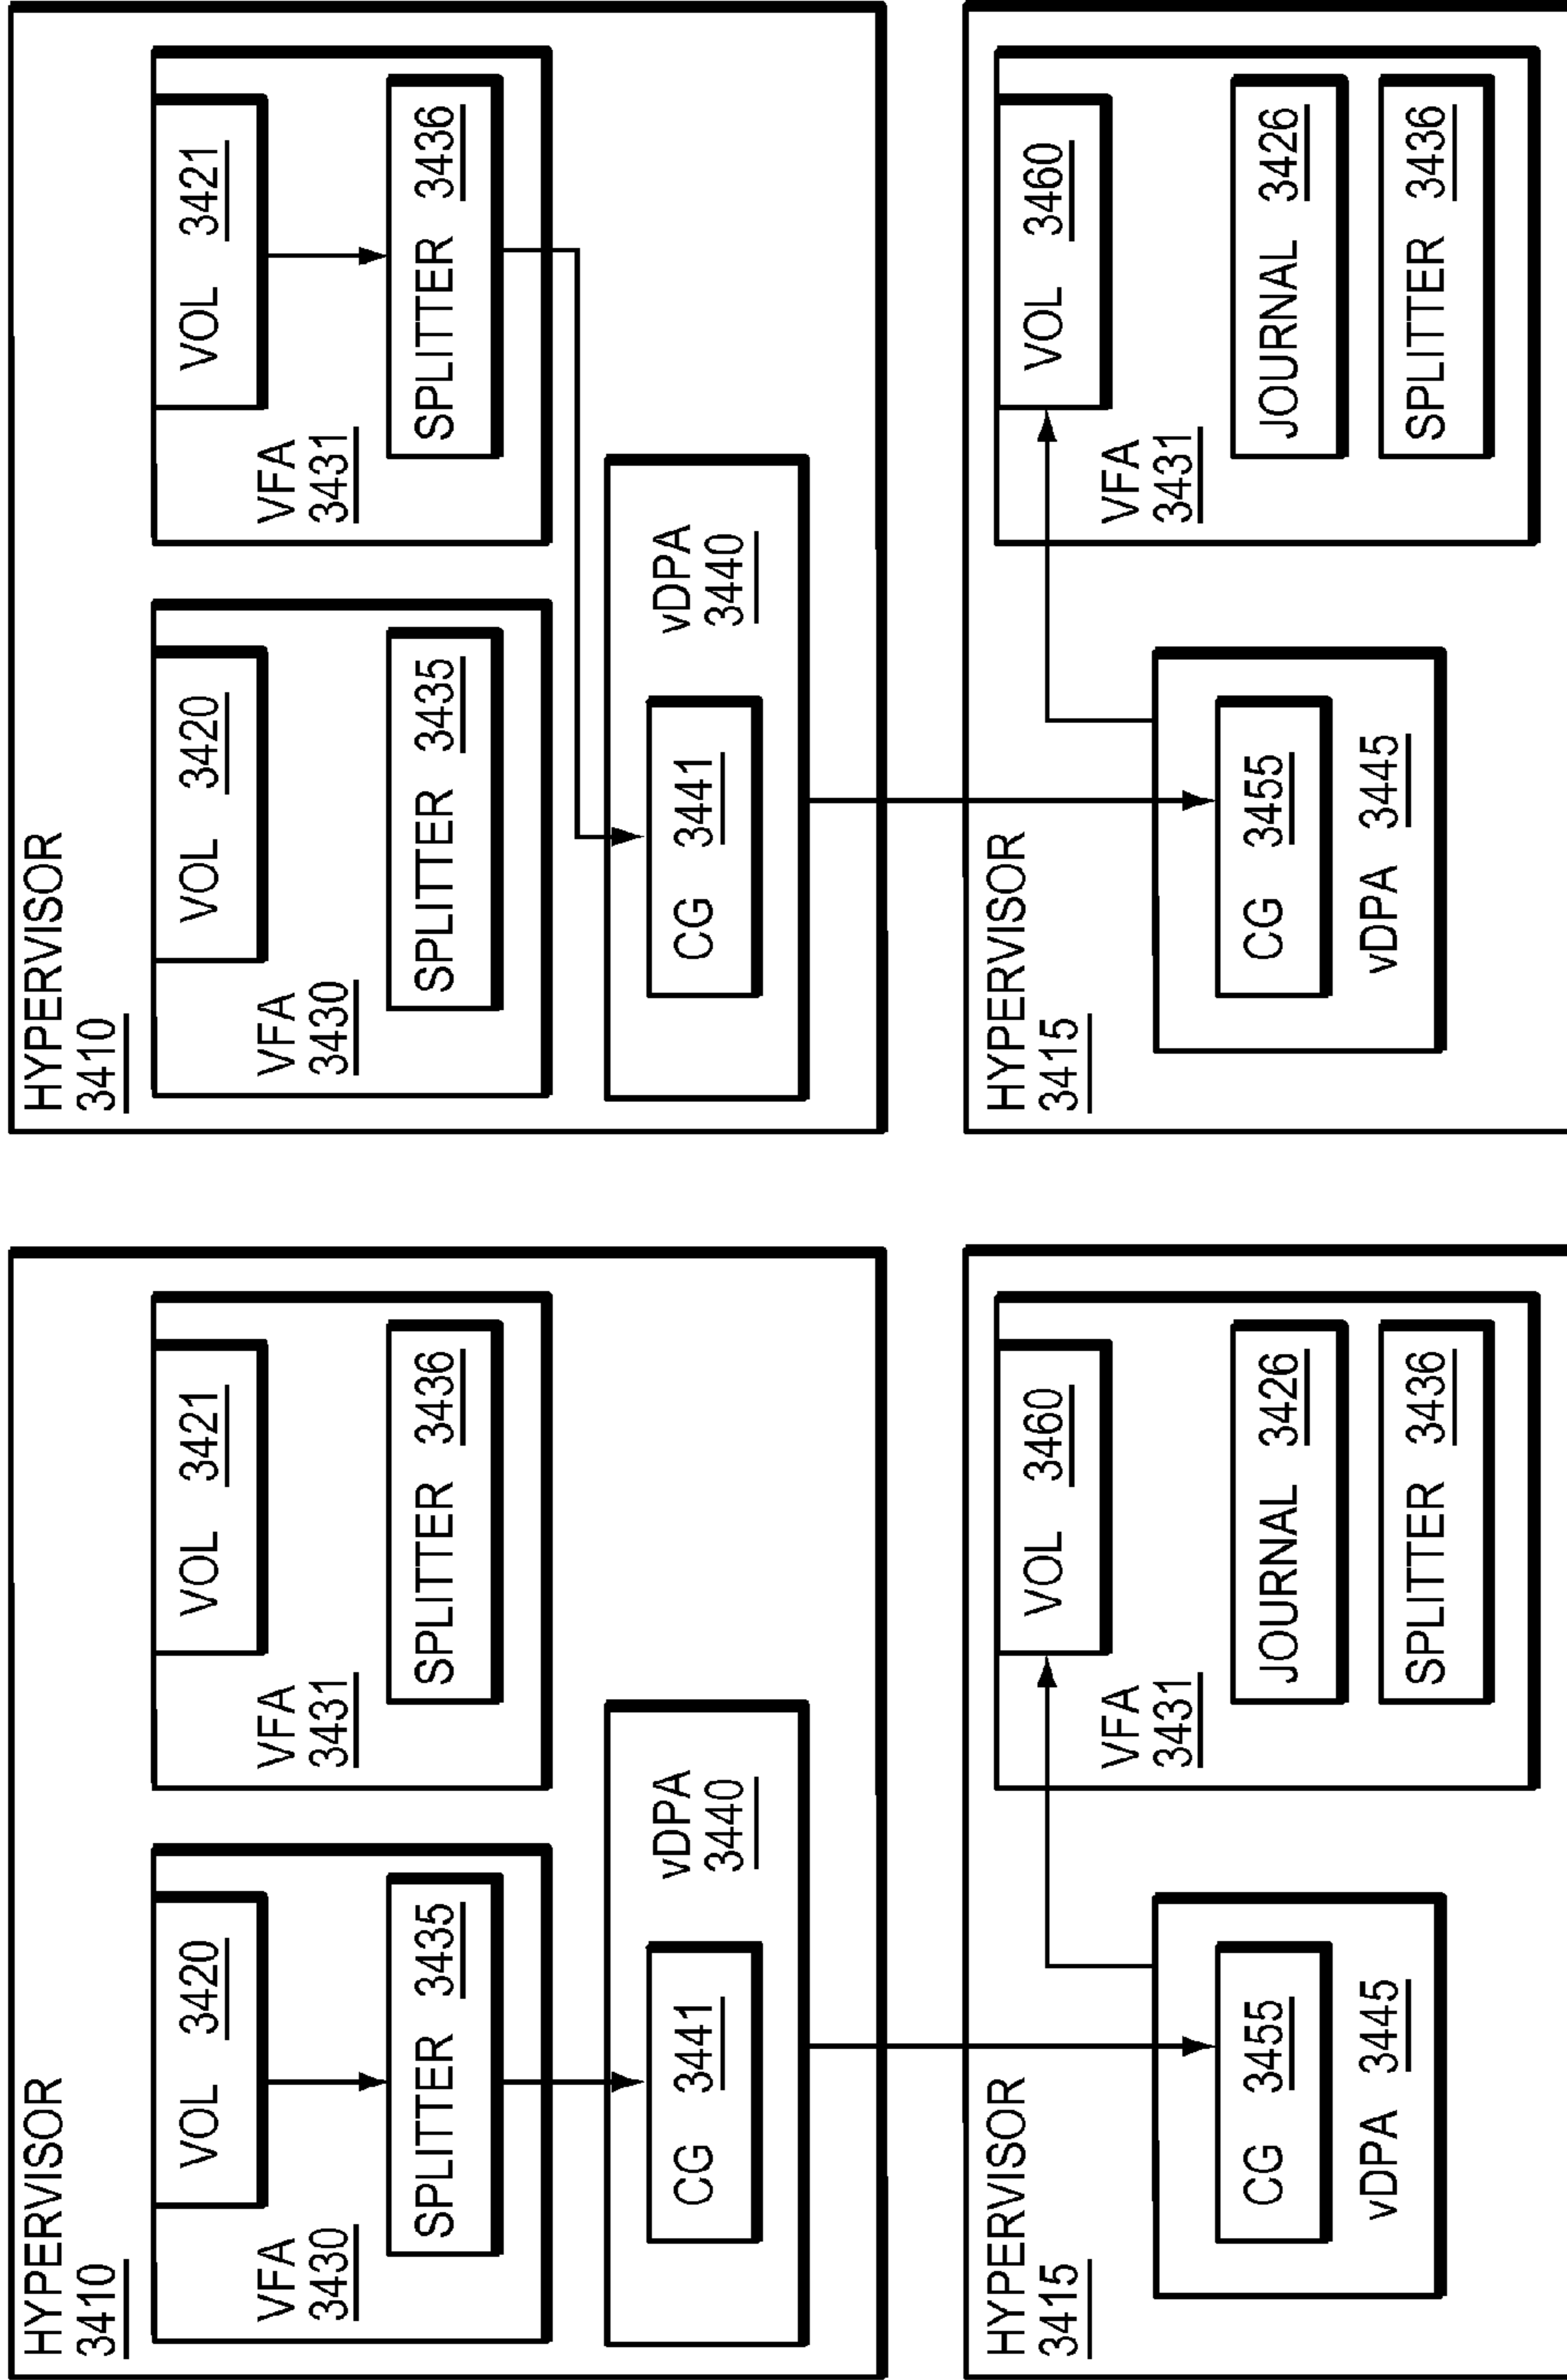 HYPERVISOR
3410
VOL 3420
VFA
3430
SPLITTER 3435
VOL 3421
VFA
3431
SPLITTER 3436
CG 3441
vDPA
3440
HYPERVISOR
3415
CG 3455
vDPA 3445
VOL 3460
VFA
3431
JOURNAL 3426
SPLITTER 3436
HYPERVISOR
3410
VOL 3420
VFA
3430
SPLITTER 3435
VOL 3421
VFA
3431
SPLITTER 3436
CG 3441
vDPA
3440
HYPERVISOR
3415
CG 3455
vDPA 3445
VOL 3460
VFA
3431
JOURNAL 3426
SPLITTER 3436